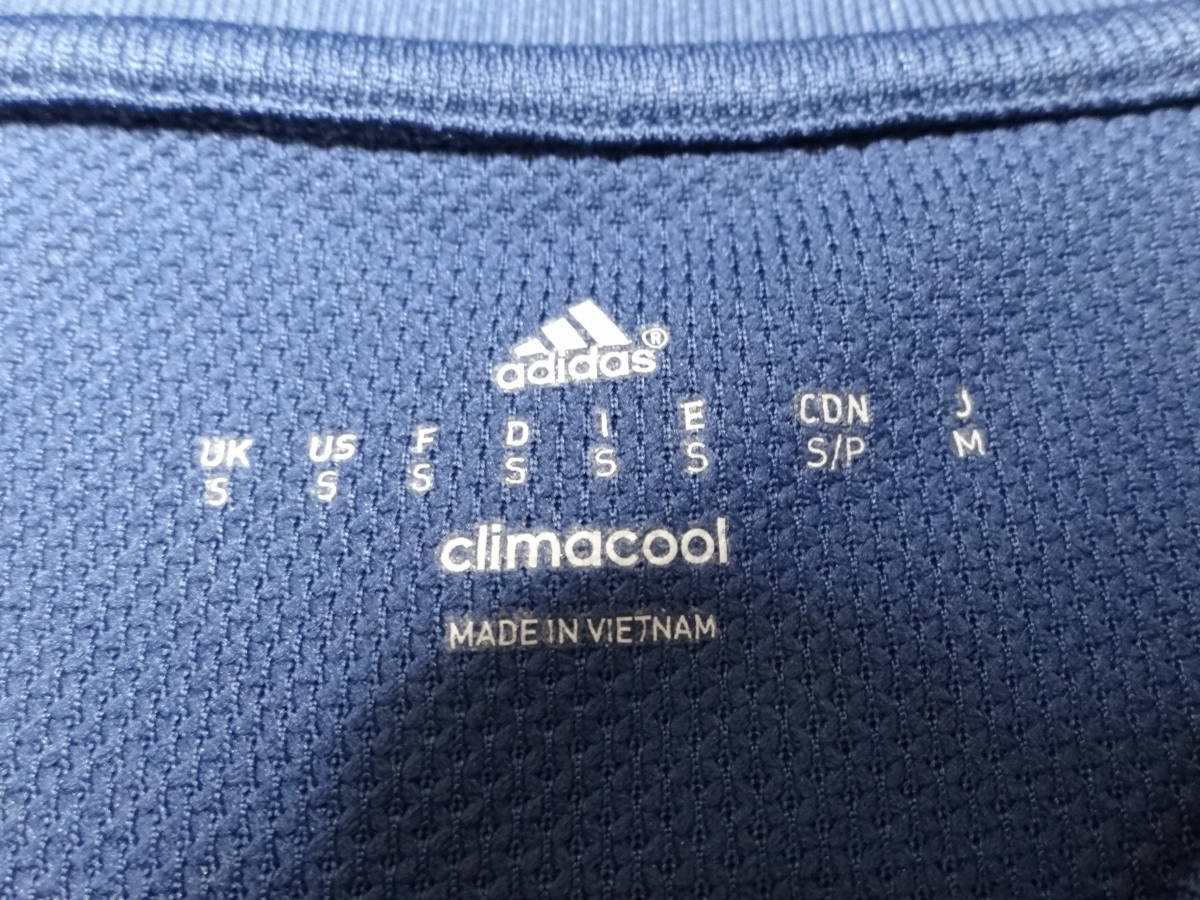 adidas®
UK US F D I E CDN J
S S S S S S S/P M
climacool
MADE IN VIETNAM